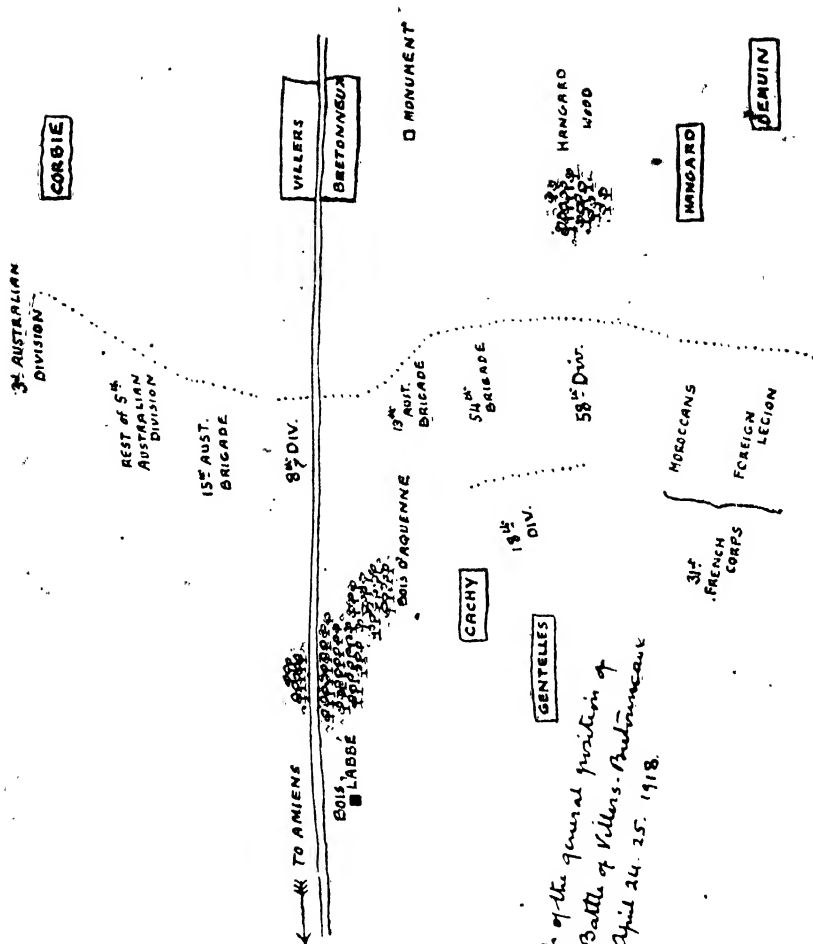 CORBIE
3rd AUSTRALIAN
DIVISION
REST of 5th
AUSTRALIAN
DIVISION
15th AUST.
BRIGADE
8th DIV.
VILLERS
BRETONNEUX
TO AMIENS
BOIS
L'ABBÉ
BOIS D'AQUENNE
MONUMENT
13th AUST.
BRIGADE
54th
BRIGADE
CACHY
18th
DIV.
58th Div.
HANGARD
WOOD
GENTELLES
HANGARD
MOROCCANS
FOREIGN
LEGION
31st
FRENCH
CORPS
DEMUIN
of the general position of
Battle of Villers-Bretonneaux
April 24. 25. 1918.